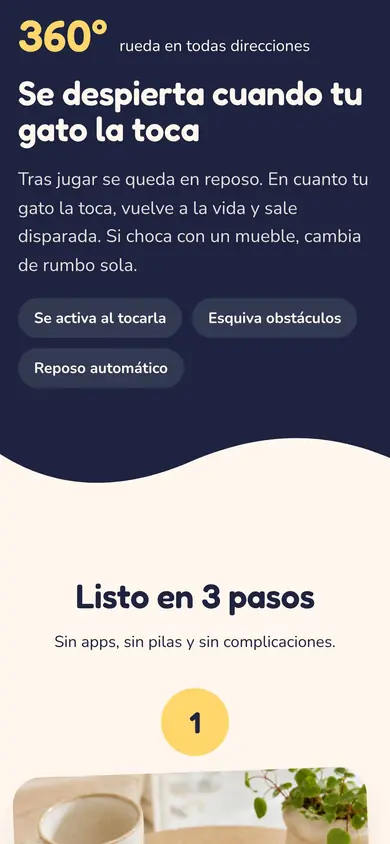 360° rueda en todas direcciones
Se despierta cuando tu
gato la toca
Tras jugar se queda en reposo. En cuanto tu
gato la toca, vuelve a la vida y sale
disparada. Si choca con un mueble, cambia
de rumbo sola.
Se activa al tocarla
Esquiva obstáculos
Reposo automático
Listo en 3 pasos
Sin apps, sin pilas y sin complicaciones.
1